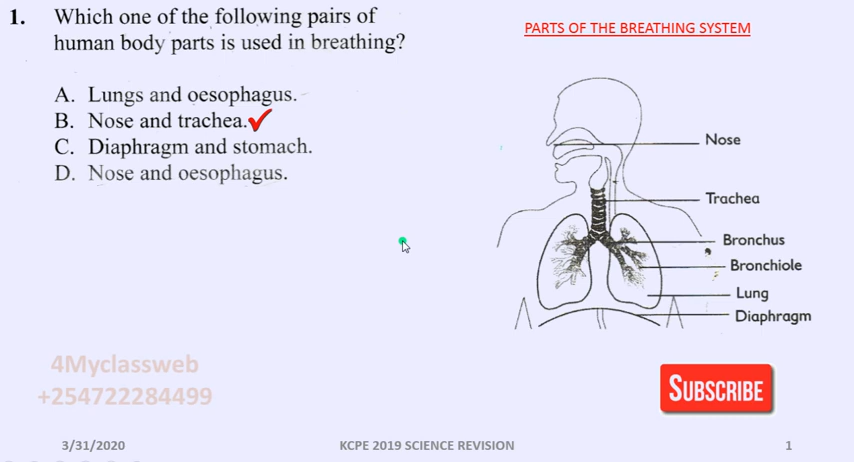 1. Which one of the following pairs of
human body parts is used in breathing?
A. Lungs and oesophagus.
B. Nose and trachea.
C. Diaphragm and stomach.
D. Nose and oesophagus.
PARTS OF THE BREATHING SYSTEM
Nose
Trachea
Bronchus
Bronchiole
Lung
Diaphragm
4Myclassweb
+254722284499
SUBSCRIBE
3/31/2020
KCPE 2019 SCIENCE REVISION
1